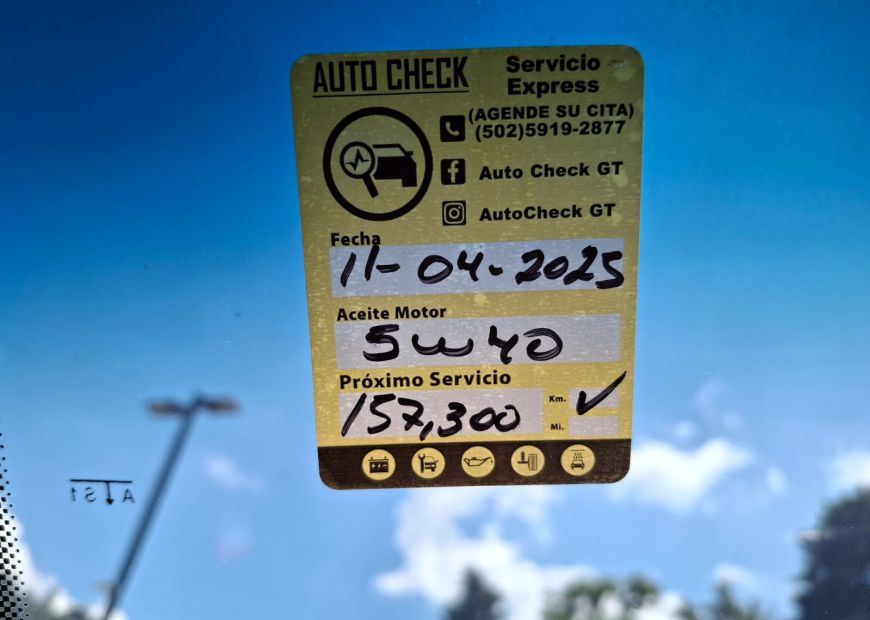 AUTO CHECK
Servicio
Express
(AGENDE SU CITA)
(502)5919-2877
Auto Check GT
AutoCheck GT
Fecha
11-04-2025
Aceite Motor
5w40
Próximo Servicio
157,300
Km. ✓
Mi.
AS1